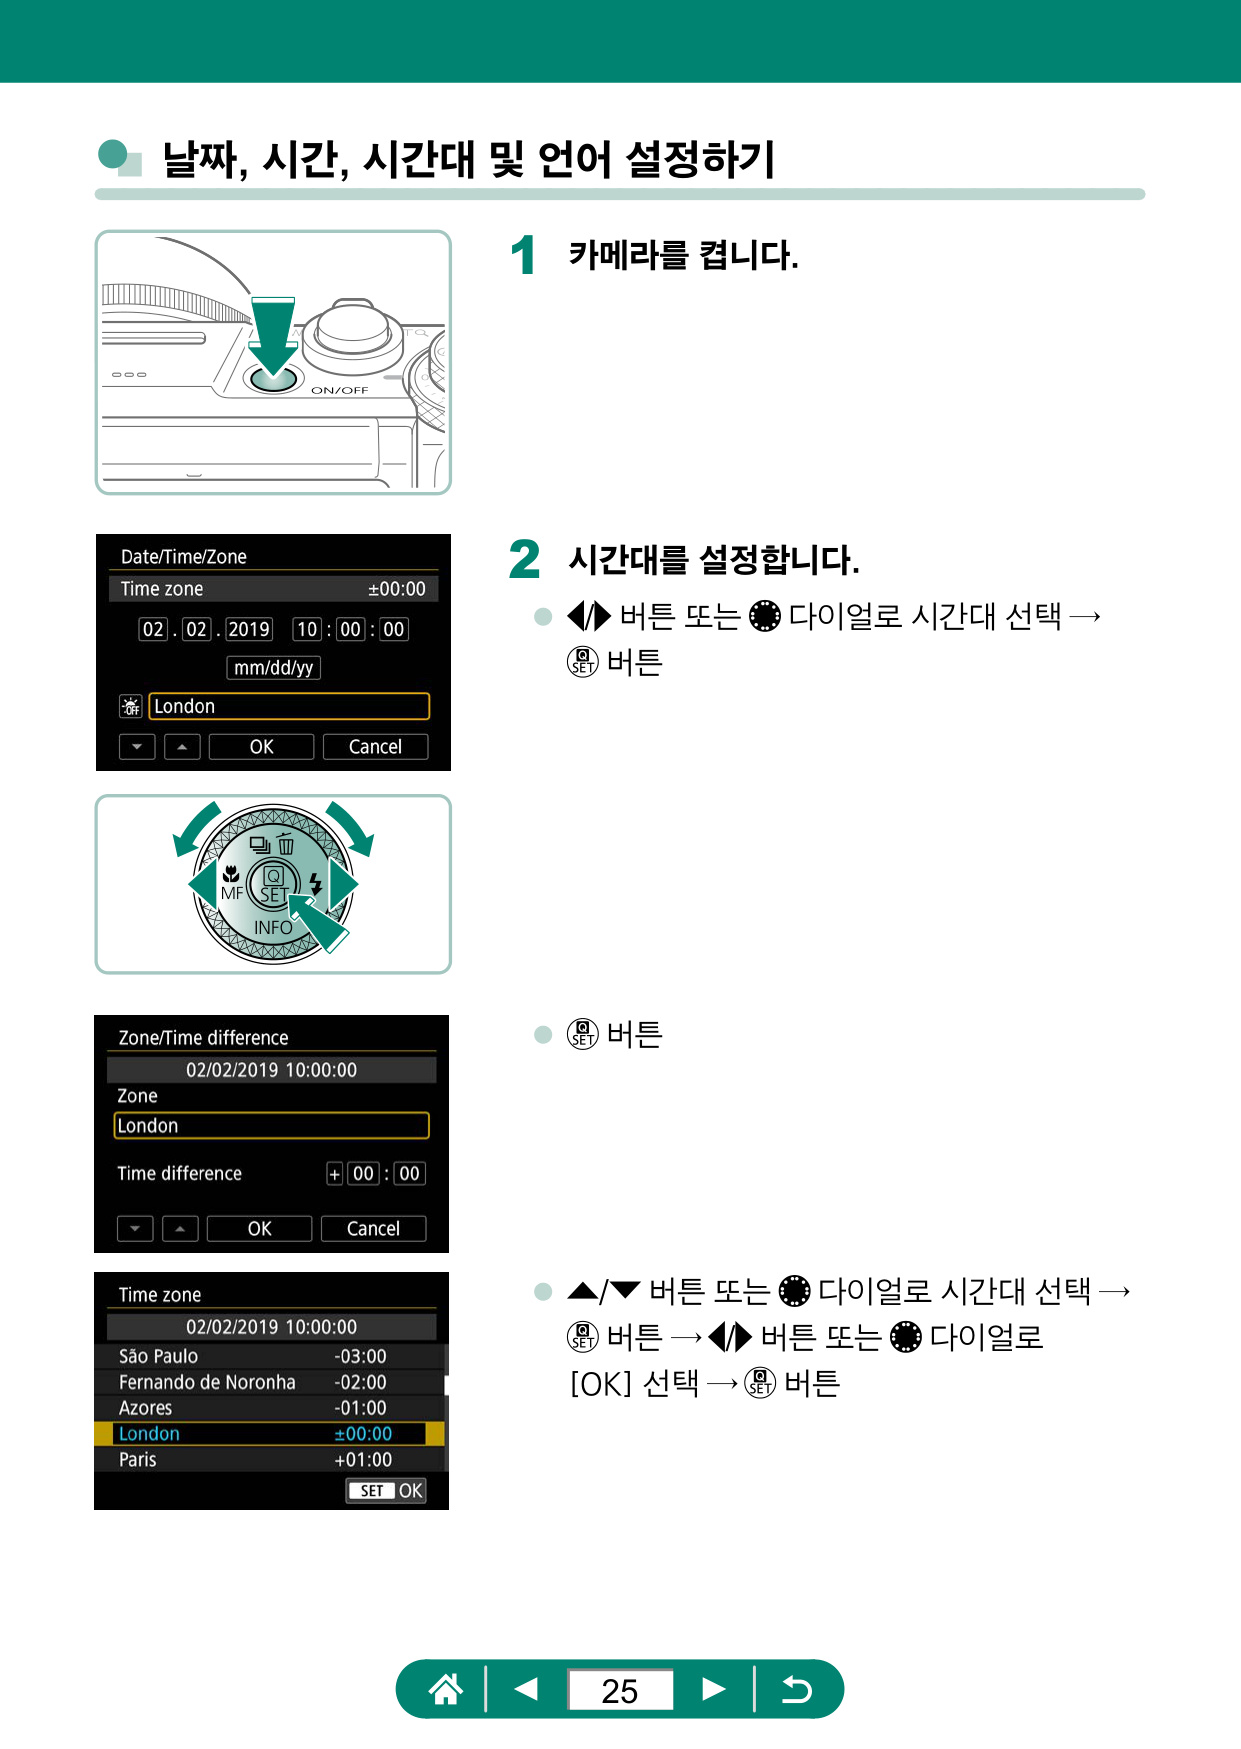 날짜, 시간, 시간대 및 언어 설정하기
1 카메라를 켭니다.
ON/OFF
2 시간대를 설정합니다.
버튼 또는 다이얼로 시간대 선택 →
Q SET 버튼
Date/Time/Zone
Time zone ±00:00
02 . 02 . 2019 10 : 00 : 00
mm/dd/yy
OFF London
OK Cancel
MF Q SET
INFO
Q SET 버튼
Zone/Time difference
02/02/2019 10:00:00
Zone
London
Time difference + 00 : 00
OK Cancel
▲/▼ 버튼 또는 다이얼로 시간대 선택 →
Q SET 버튼 → ◀/▶ 버튼 또는 다이얼로
[OK] 선택 → Q SET 버튼
Time zone
02/02/2019 10:00:00
São Paulo -03:00
Fernando de Noronha -02:00
Azores -01:00
London ±00:00
Paris +01:00
SET OK
25